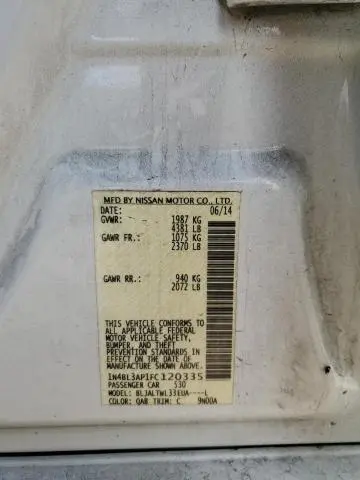 MFD BY NISSAN MOTOR CO., LTD.
DATE: 06/14
GVWR: 1987 KG
4381 LB
GAWR FR.: 1075 KG
2370 LB
GAWR RR.: 940 KG
2072 LB
THIS VEHICLE CONFORMS TO
ALL APPLICABLE FEDERAL
MOTOR VEHICLE SAFETY,
BUMPER, AND THEFT
PREVENTION STANDARDS IN
EFFECT ON THE DATE OF
MANUFACTURE SHOWN ABOVE.
1N4BL3AP1FC120335
PASSENGER CAR 530
MODEL: BLJALTWL33EUA----L
COLOR: QAB TRIM: C 9N00A